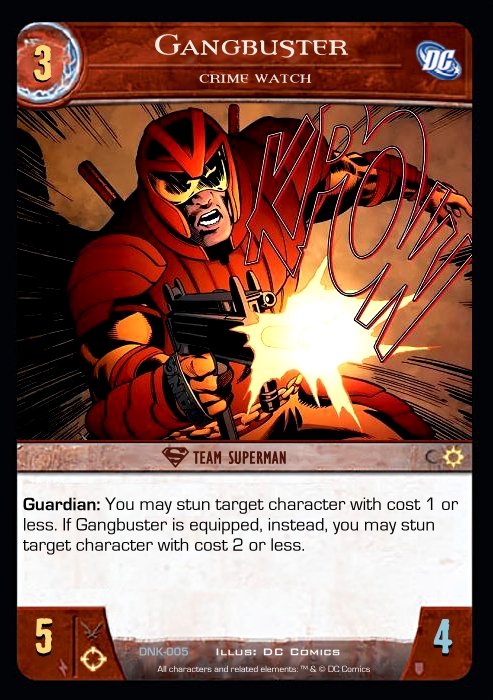 3
GANGBUSTER
CRIME WATCH
DC
KPOWW
TEAM SUPERMAN
Guardian: You may stun target character with cost 1 or
less. If Gangbuster is equipped, instead, you may stun
target character with cost 2 or less.
5
DNK-005 ILLUS: DC COMICS
4
All characters and related elements: ™ & © DC Comics